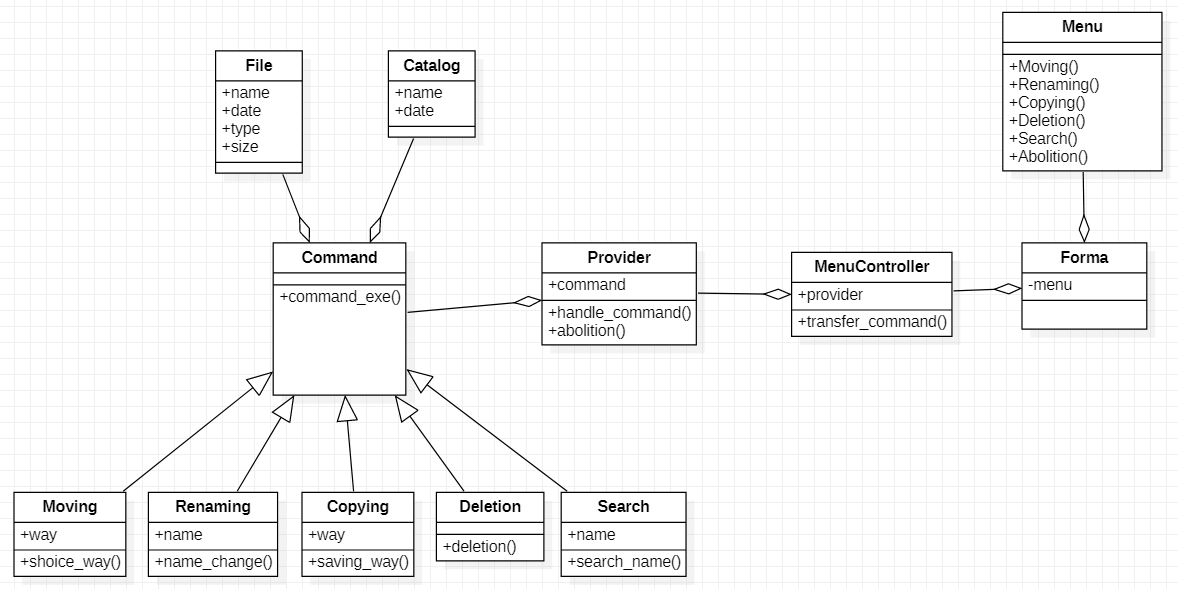 File
+name
+date
+type
+size
Catalog
+name
+date
Menu
+Moving()
+Renaming()
+Copying()
+Deletion()
+Search()
+Abolition()
Command
+command_exe()
Provider
+command
+handle_command()
+abolition()
MenuController
+provider
+transfer_command()
Forma
-menu
Moving
+way
+shoice_way()
Renaming
+name
+name_change()
Copying
+way
+saving_way()
Deletion
+deletion()
Search
+name
+search_name()